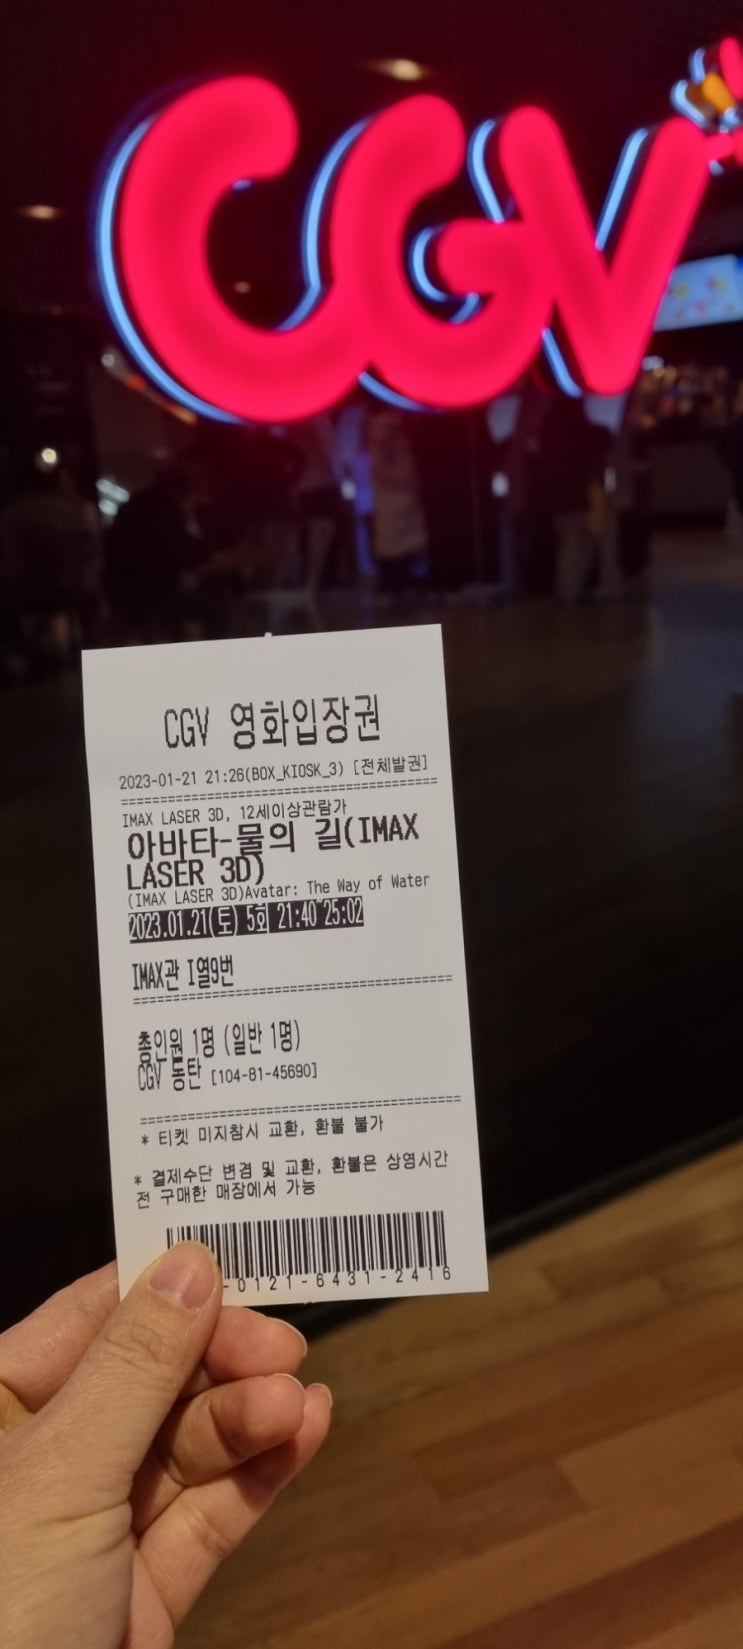 CGV
CGV 영화입장권
2023-01-21 21:26(BOX_KIOSK_3) [전체발권]
IMAX LASER 3D, 12세이상관람가
아바타-물의 길(IMAX
LASER 3D)
(IMAX LASER 3D)Avatar: The Way of Water
2023.01.21(토) 5회 21:40~25:02
IMAX관 I열9번
총인원 1명 (일반 1명)
CGV 동탄 [104-81-45690]
* 티켓 미지참시 교환, 환불 불가
* 결제수단 변경 및 교환, 환불은 상영시간
전 구매한 매장에서 가능
-0121-6431-2416